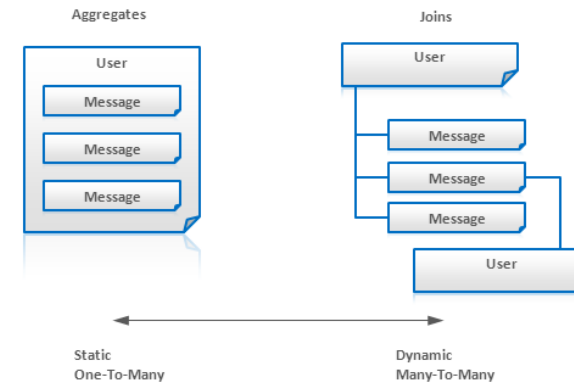 Aggregates
User
Message
Message
Message
Static
One-To-Many
Joins
User
Message
Message
Message
User
Dynamic
Many-To-Many